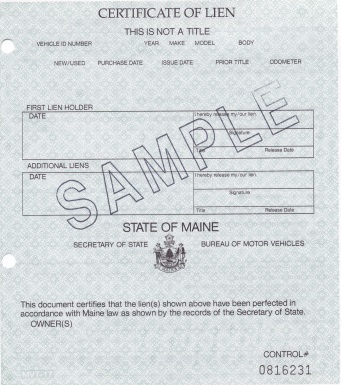 CERTIFICATE OF LIEN
THIS IS NOT A TITLE
VEHICLE ID NUMBER YEAR MAKE MODEL BODY
NEW/USED PURCHASE DATE ISSUE DATE PRIOR TITLE ODOMETER
FIRST LIEN HOLDER
DATE I hereby release my/our lien.
Signature
Title Release Date
SAMPLE
ADDITIONAL LIENS
DATE I hereby release my/our lien.
Signature
Title Release Date
STATE OF MAINE
SECRETARY OF STATE BUREAU OF MOTOR VEHICLES
This document certifies that the lien(s) shown above have been perfected in
accordance with Maine law as shown by the records of the Secretary of State.
OWNER(S)
CONTROL#
0816231